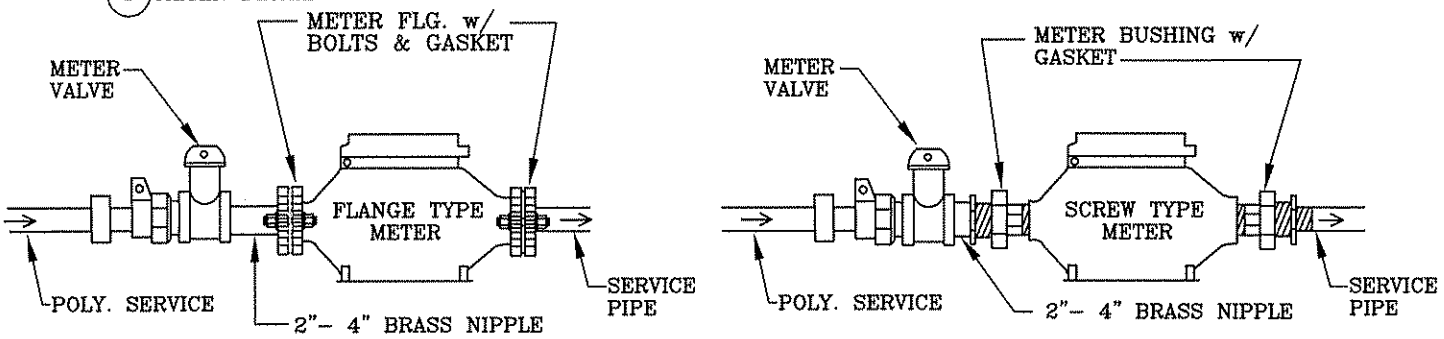 METER FLG. w/
BOLTS & GASKET
METER
VALVE
FLANGE TYPE
METER
POLY. SERVICE
2"- 4" BRASS NIPPLE
SERVICE
PIPE
METER BUSHING w/
GASKET
METER
VALVE
SCREW TYPE
METER
POLY. SERVICE
2"- 4" BRASS NIPPLE
SERVICE
PIPE